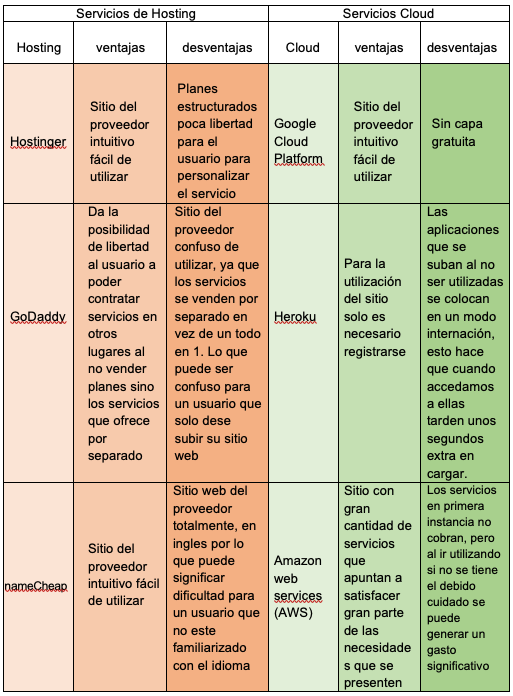 Servicios de Hosting
Servicios Cloud
Hosting
ventajas
desventajas
Cloud
ventajas
desventajas
Hostinger
Sitio del
proveedor
intuitivo
fácil de
utilizar
Planes
estructurados
poca libertad
para el
usuario para
personalizar
el servicio
Google
Cloud
Platform
Sitio del
proveedor
intuitivo
fácil de
utilizar
Sin capa
gratuita
GoDaddy
Da la
posibilidad
de libertad
al usuario a
poder
contratar
servicios en
otros
lugares al
no vender
planes sino
los servicios
que ofrece
por
separado
Sitio del
proveedor
confuso de
utilizar, ya que
los servicios
se venden por
separado en
vez de un todo
en 1. Lo que
puede ser
confuso para
un usuario que
solo dese
subir su sitio
web
Heroku
Para la
utilización
del sitio
solo es
necesario
registrarse
Las
aplicaciones
que se
suban al no
ser utilizadas
se colocan
en un modo
internación,
esto hace
que cuando
accedamos
a ellas
tarden unos
segundos
extra en
cargar.
nameCheap
Sitio del
proveedor
intuitivo fácil
de utilizar
Sitio web del
proveedor
totalmente, en
ingles por lo
que puede
significar
dificultad para
un usuario que
no este
familiarizado
con el idioma
Amazon
web
services
(AWS)
Sitio con
gran
cantidad de
servicios
que
apuntan a
satisfacer
gran parte
de las
necesidade
s que se
presenten
Los servicios
en primera
instancia no
cobran, pero
al ir utilizando
si no se tiene
el debido
cuidado se
puede
generar un
gasto
significativo